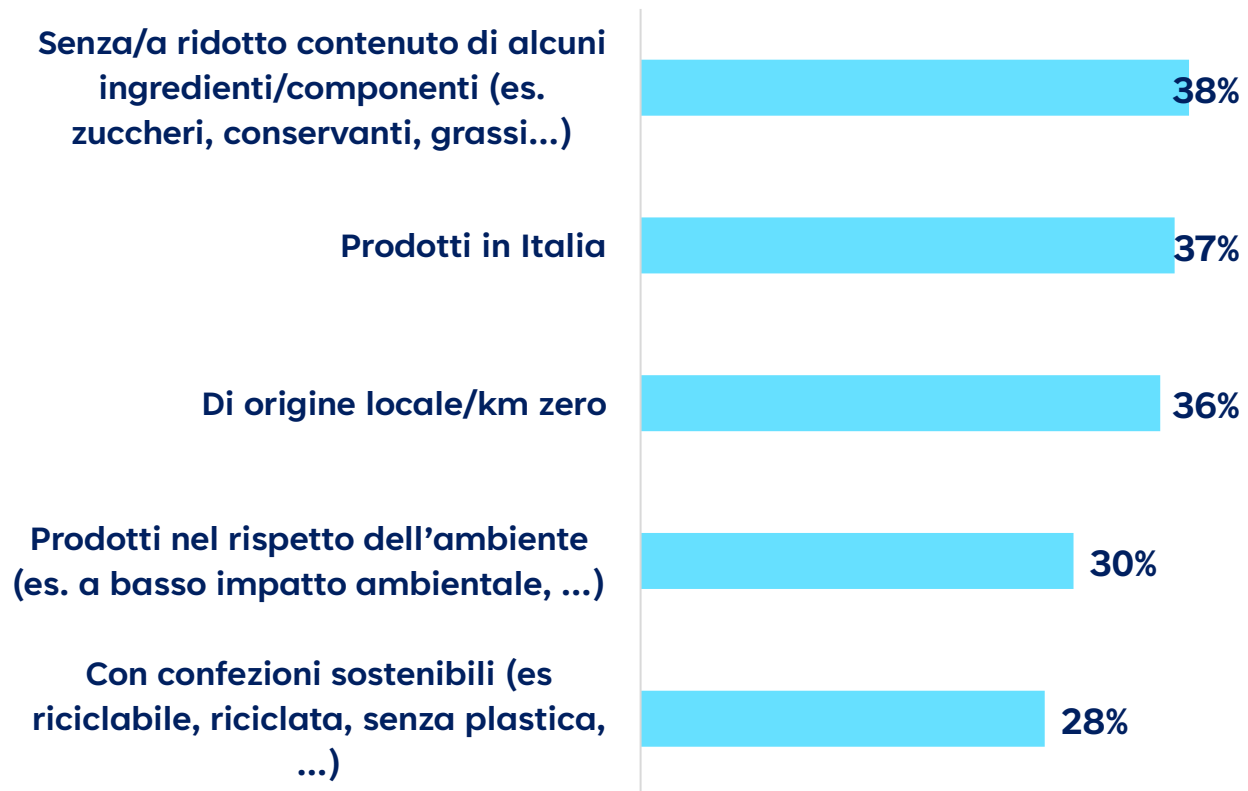 Senza/a ridotto contenuto di alcuni
ingredienti/componenti (es.
zuccheri, conservanti, grassi...)
38%
Prodotti in Italia
37%
Di origine locale/km zero
36%
Prodotti nel rispetto dell’ambiente
(es. a basso impatto ambientale, ...)
30%
Con confezioni sostenibili (es
riciclabile, riciclata, senza plastica,
...)
28%